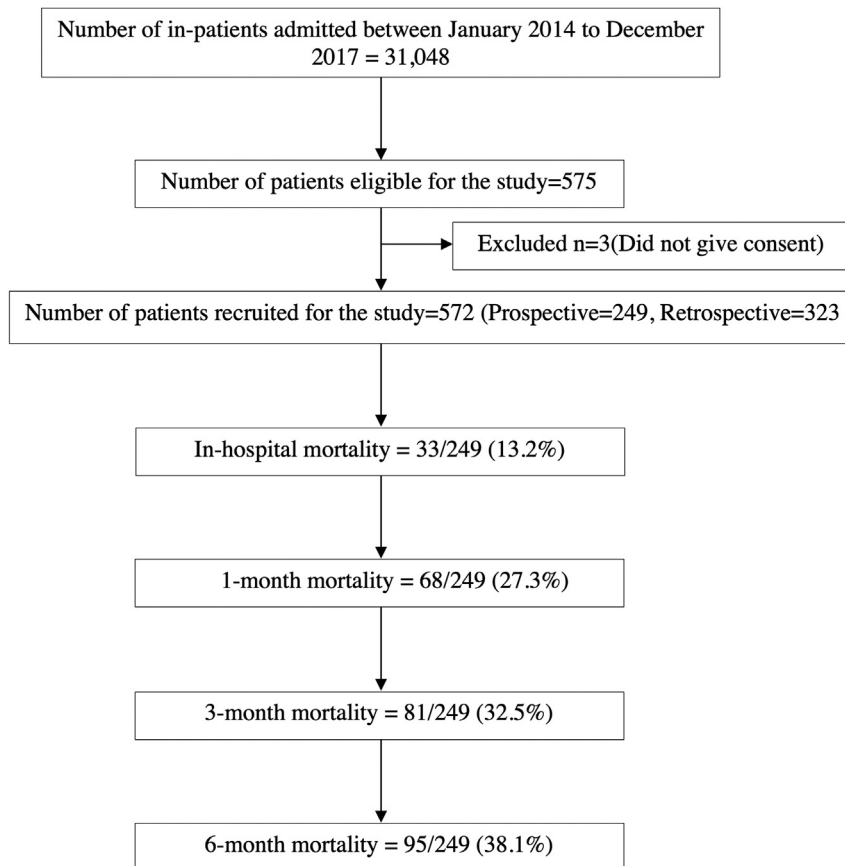 Number of in-patients admitted between January 2014 to December
2017 = 31,048
Number of patients eligible for the study=575
Excluded n=3(Did not give consent)
Number of patients recruited for the study=572 (Prospective=249, Retrospective=323
In-hospital mortality = 33/249 (13.2%)
1-month mortality = 68/249 (27.3%)
3-month mortality = 81/249 (32.5%)
6-month mortality = 95/249 (38.1%)